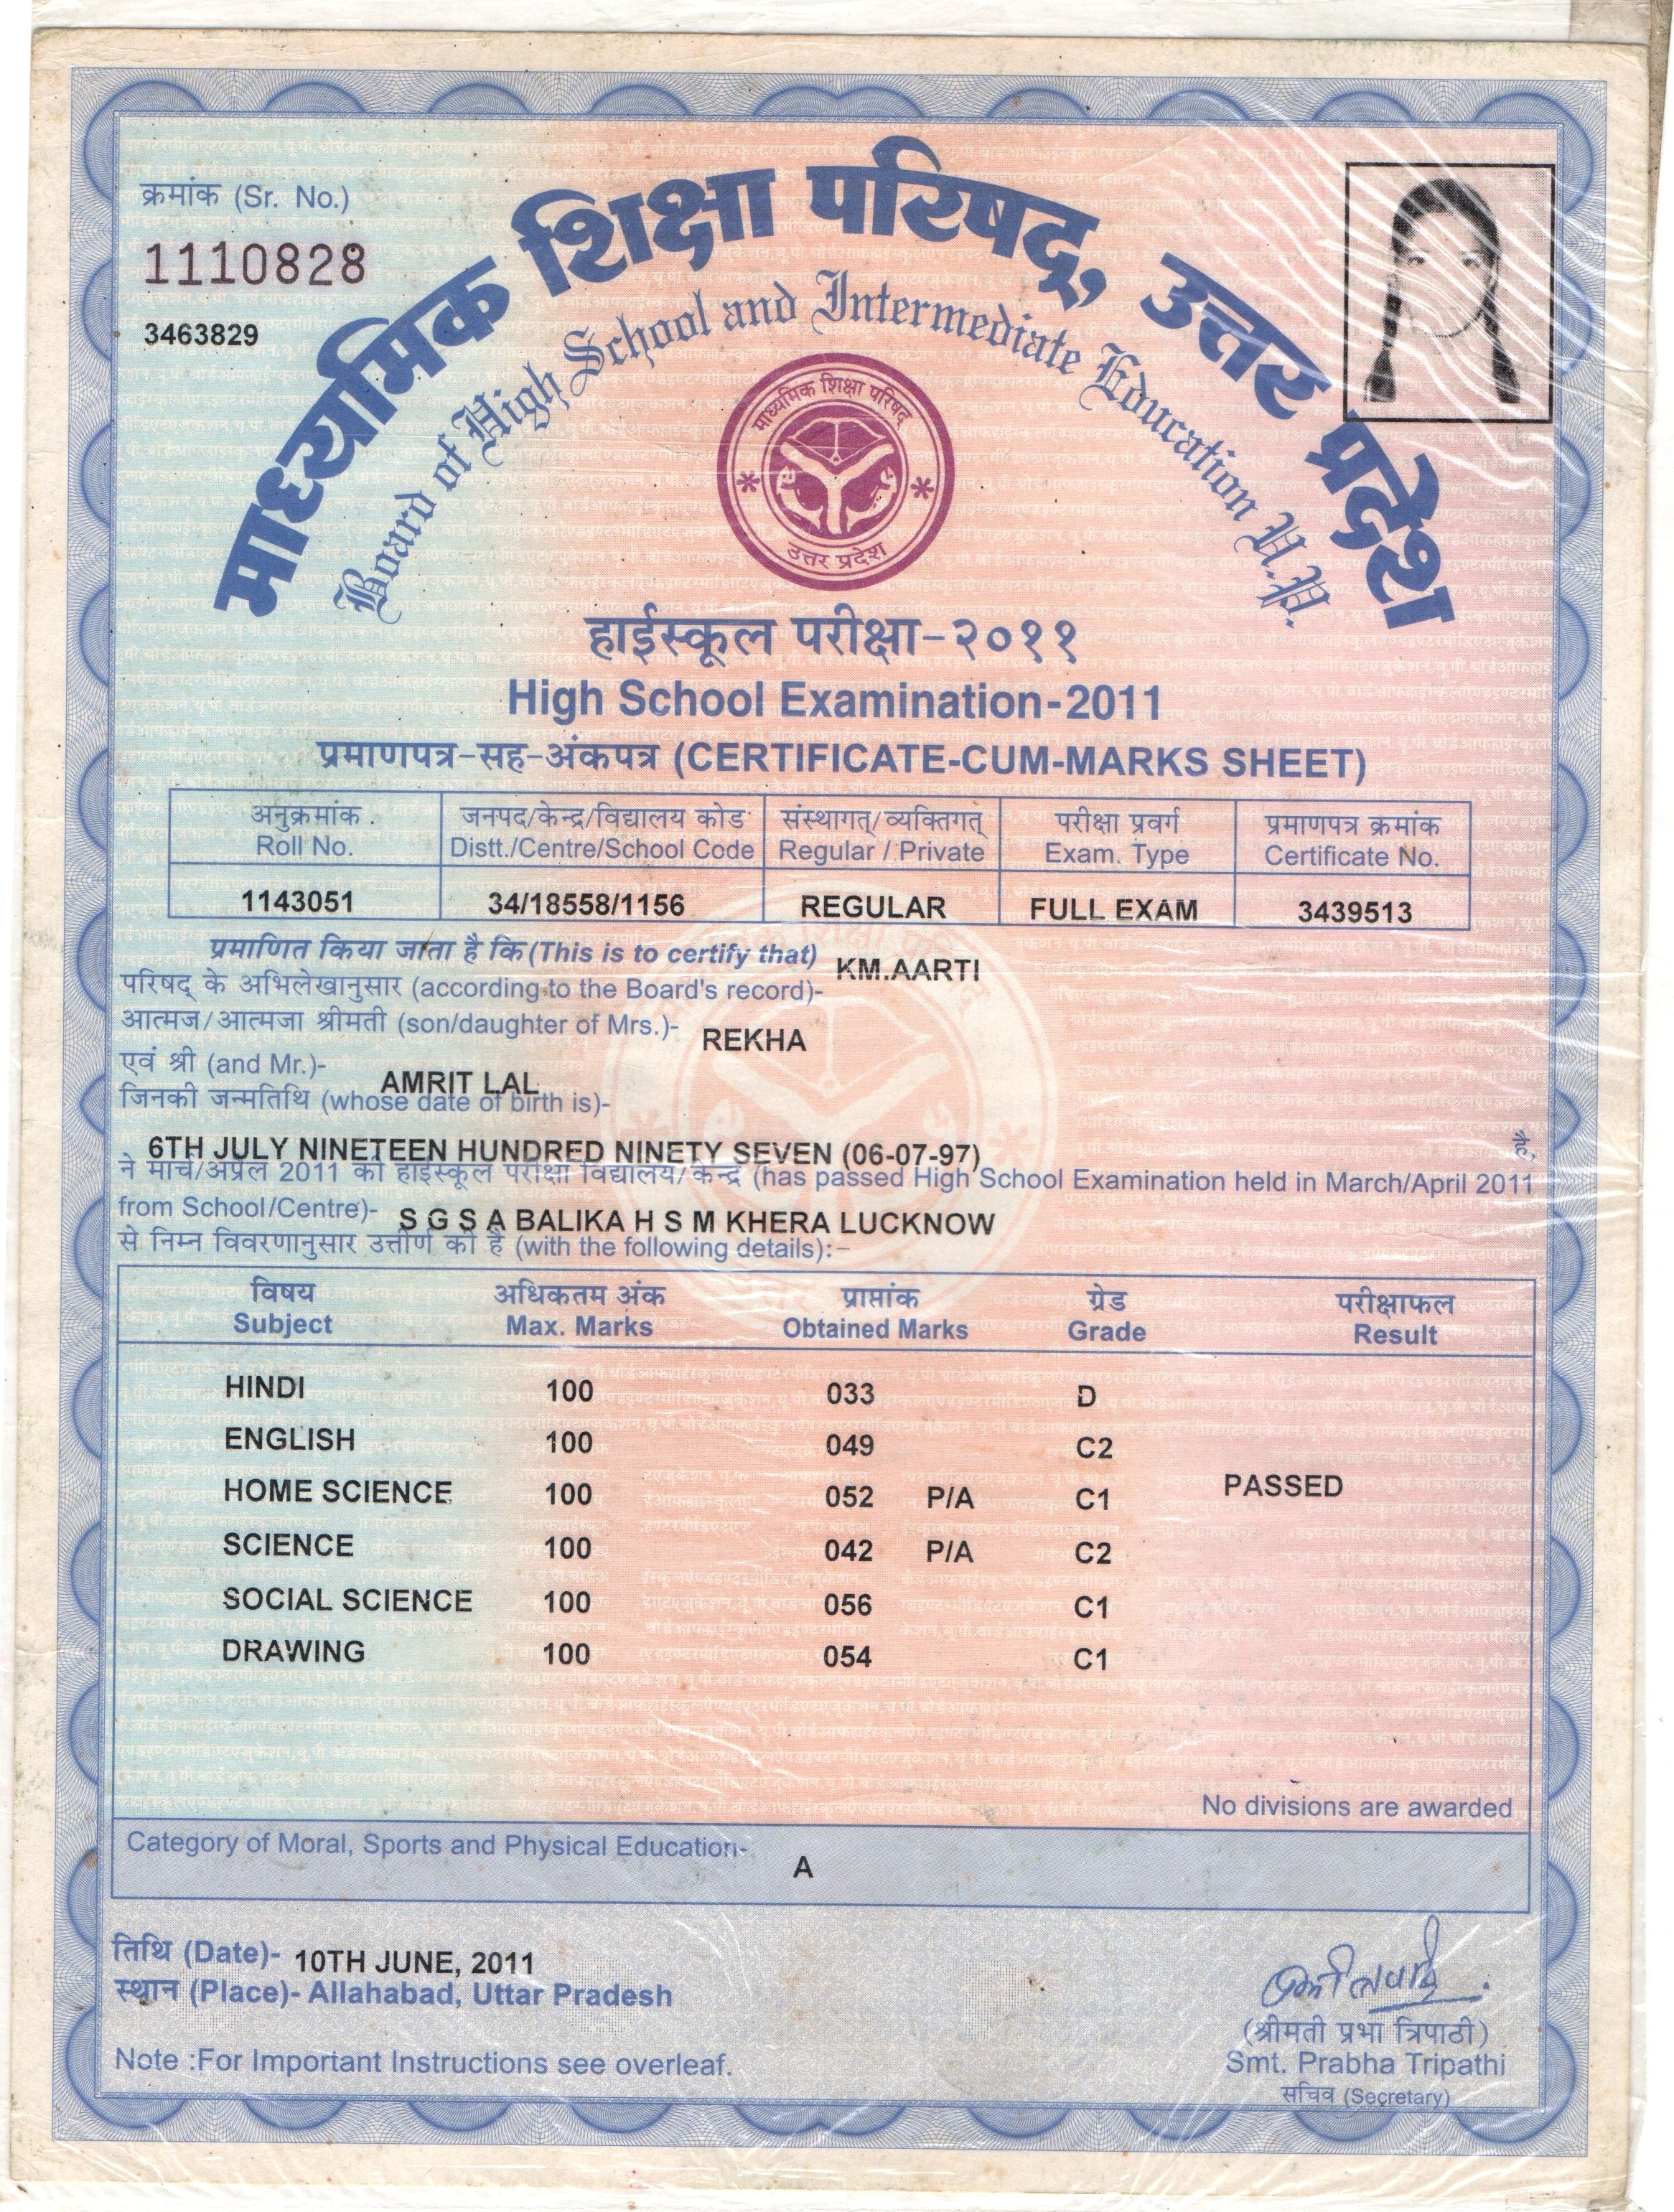 क्रमांक (Sr. No.)
1110828
3463829
माध्यमिक शिक्षा परिषद्, उत्तर प्रदेश
Board of High School and Intermediate Education U.P.
माध्यमिक शिक्षा परिषद्
उत्तर प्रदेश
हाईस्कूल परीक्षा-२०११
High School Examination-2011
प्रमाणपत्र-सह-अंकपत्र (CERTIFICATE-CUM-MARKS SHEET)
अनुक्रमांक जनपद/केन्द्र/विद्यालय कोड संस्थागत्/व्यक्तिगत् परीक्षा प्रवर्ग प्रमाणपत्र क्रमांक
Roll No. Distt./Centre/School Code Regular / Private Exam. Type Certificate No.
1143051 34/18558/1156 REGULAR FULL EXAM 3439513
प्रमाणित किया जाता है कि (This is to certify that)
परिषद् के अभिलेखानुसार (according to the Board's record)- KM.AARTI
आत्मज/आत्मजा श्रीमती (son/daughter of Mrs.)- REKHA
एवं श्री (and Mr.)- AMRIT LAL
जिनकी जन्मतिथि (whose date of birth is)-
6TH JULY NINETEEN HUNDRED NINETY SEVEN (06-07-97) है,
ने मार्च/अप्रैल 2011 की हाईस्कूल परीक्षा विद्यालय/केन्द्र (has passed High School Examination held in March/April 2011
from School/Centre)- S G S A BALIKA H S M KHERA LUCKNOW
से निम्न विवरणानुसार उत्तीर्ण की है (with the following details):-
विषय अधिकतम अंक प्राप्तांक ग्रेड परीक्षाफल
Subject Max. Marks Obtained Marks Grade Result
HINDI 100 033 D
ENGLISH 100 049 C2
HOME SCIENCE 100 052 P/A C1 PASSED
SCIENCE 100 042 P/A C2
SOCIAL SCIENCE 100 056 C1
DRAWING 100 054 C1
No divisions are awarded
Category of Moral, Sports and Physical Education- A
तिथि (Date)- 10TH JUNE, 2011
स्थान (Place)- Allahabad, Uttar Pradesh
(श्रीमती प्रभा त्रिपाठी)
Note :For Important Instructions see overleaf. Smt. Prabha Tripathi
सचिव (Secretary)